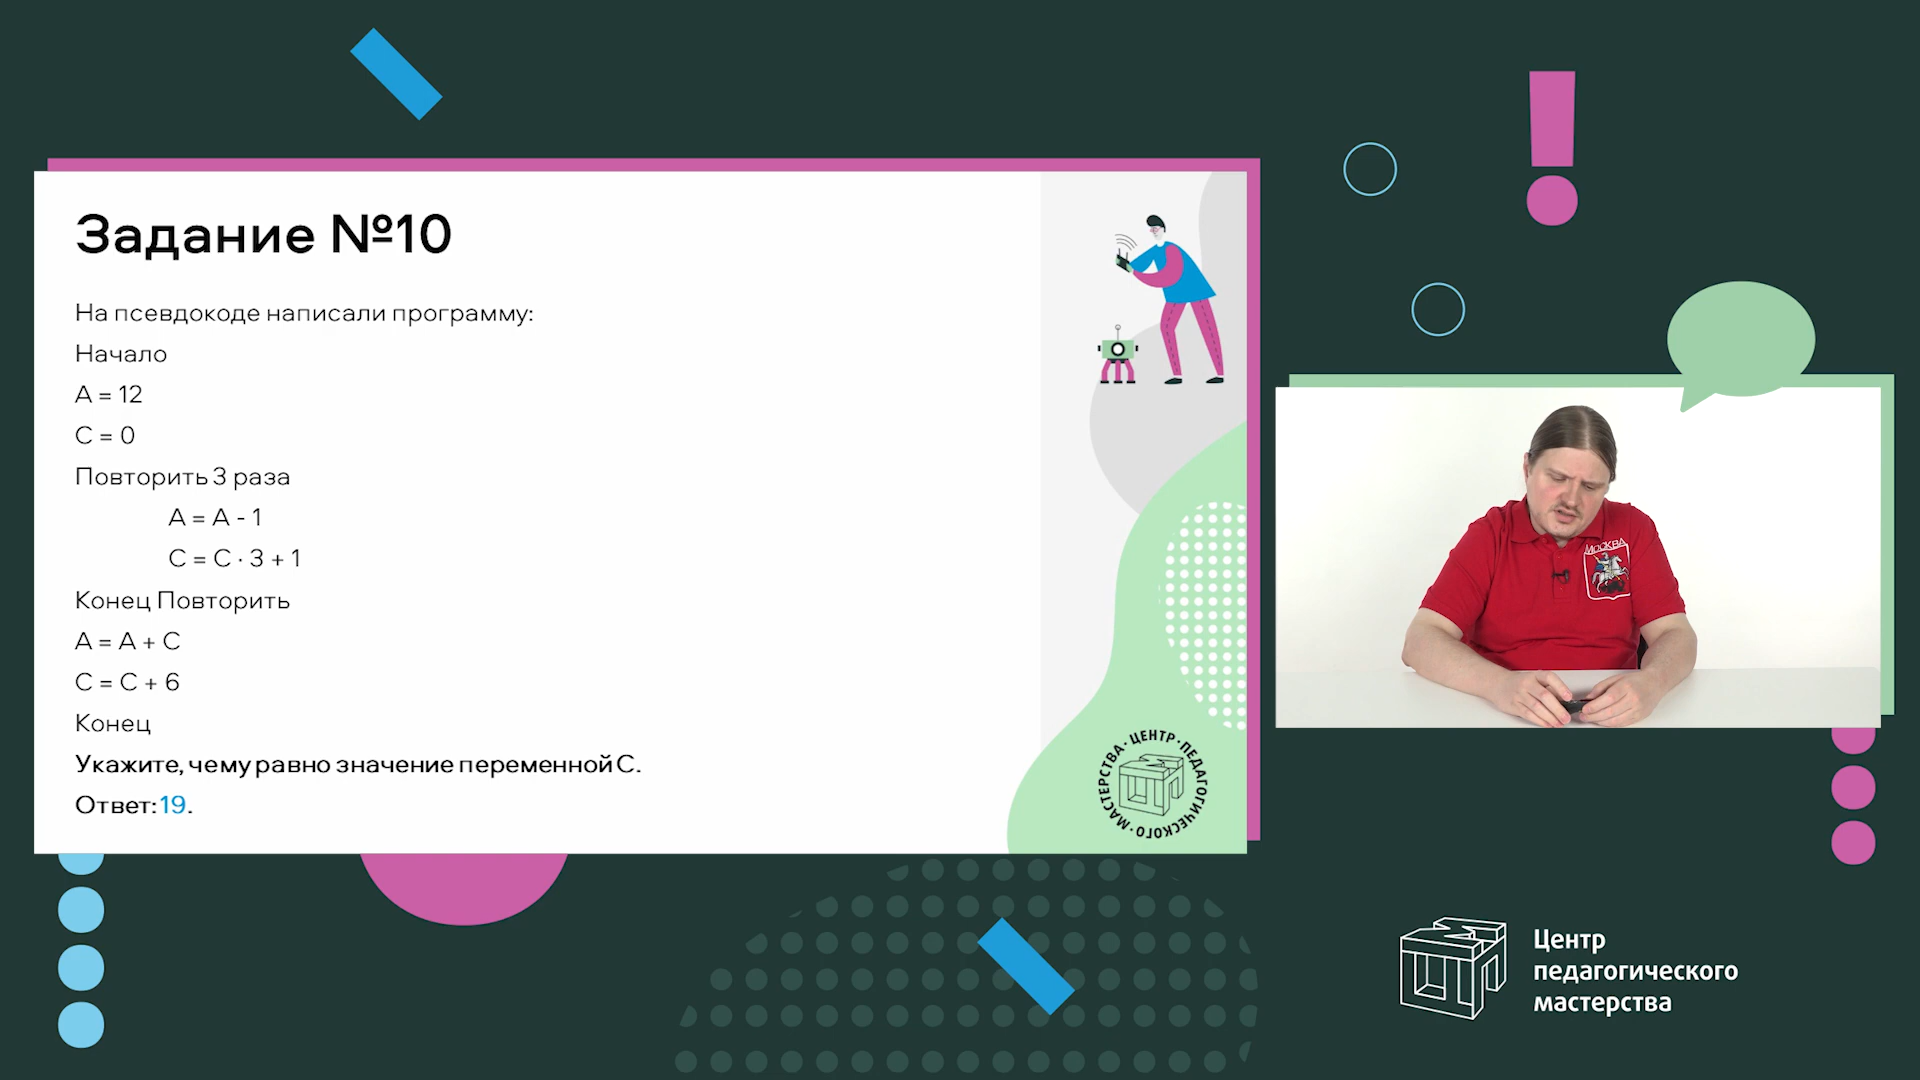 Задание №10
На псевдокоде написали программу:
Начало
A = 12
C = 0
Повторить 3 раза
A = A - 1
C = C · 3 + 1
Конец Повторить
A = A + C
C = C + 6
Конец
Укажите, чему равно значение переменной C.
Ответ: 19.
ЦЕНТР · ПЕДАГОГИЧЕСКОГО · МАСТЕРСТВА ·
МОСКВА
Центр
педагогического
мастерства